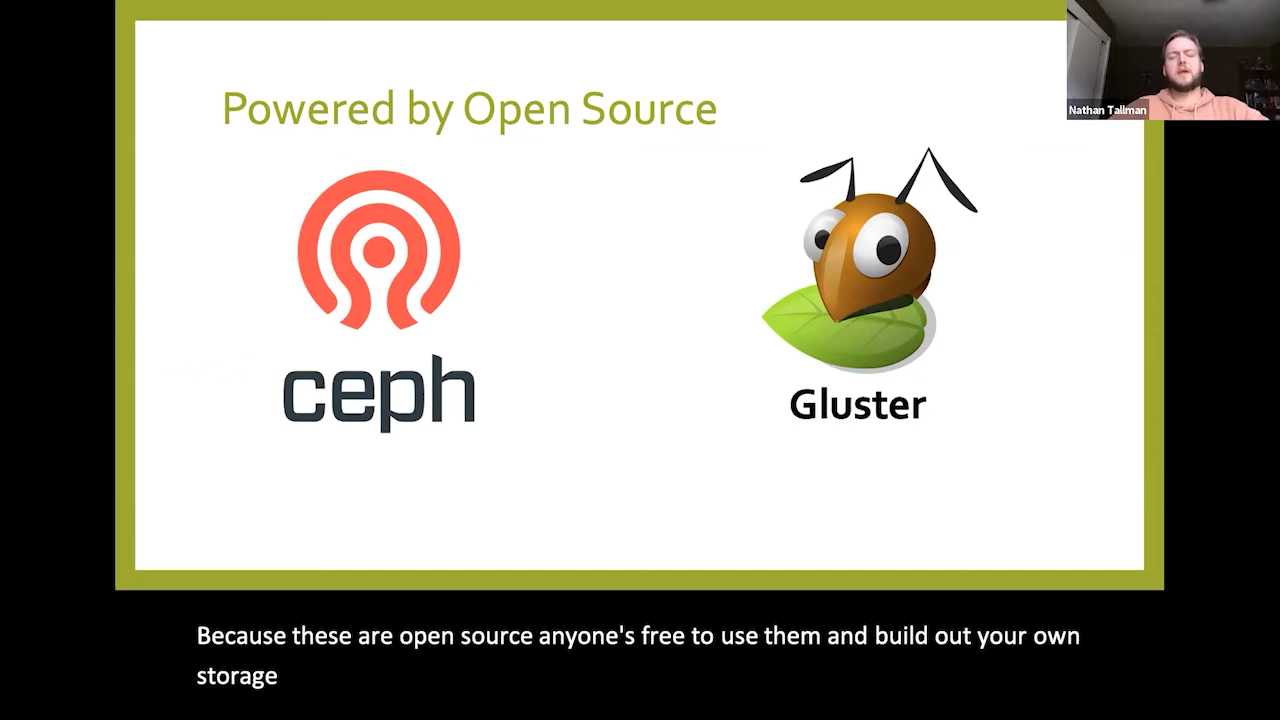 Powered by Open Source
Nathan Tallman
ceph
Gluster
Because these are open source anyone's free to use them and build out your own
storage